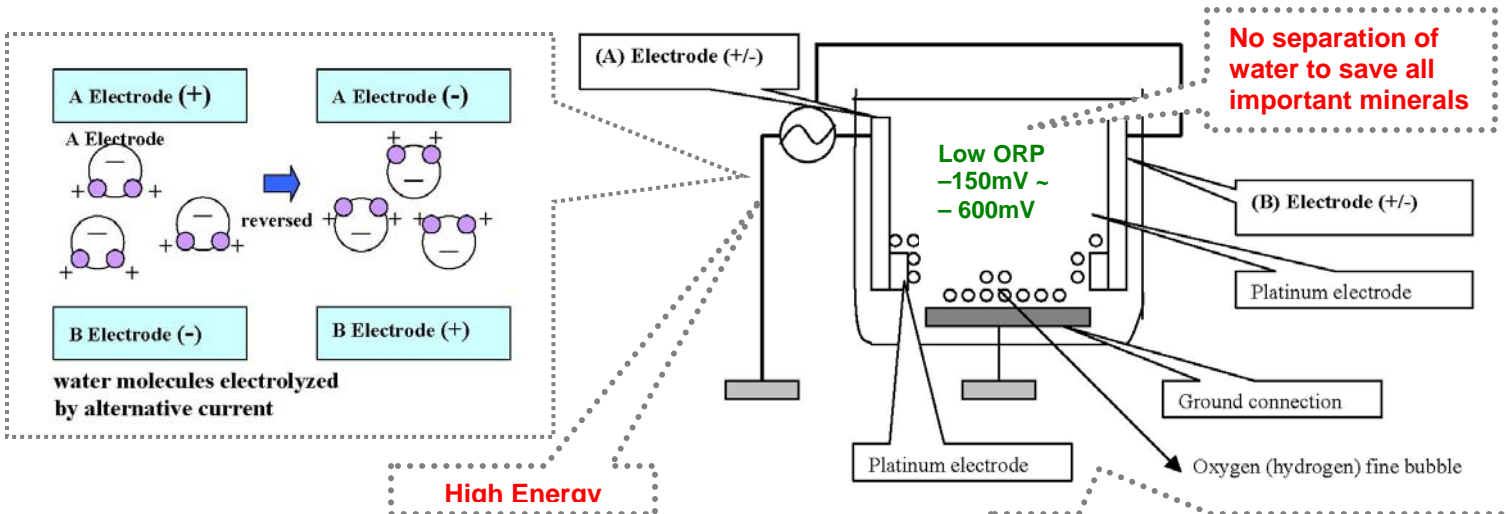 A Electrode (+)
A Electrode (-)
A Electrode
+
+
+
+
+
+
+
+
+
+
+
+
reversed
B Electrode (-)
B Electrode (+)
water molecules electrolyzed
by alternative current
(A) Electrode (+/-)
No separation of
water to save all
important minerals
Low ORP
–150mV ~
– 600mV
(B) Electrode (+/-)
Platinum electrode
Ground connection
Platinum electrode
Oxygen (hydrogen) fine bubble
High Energy